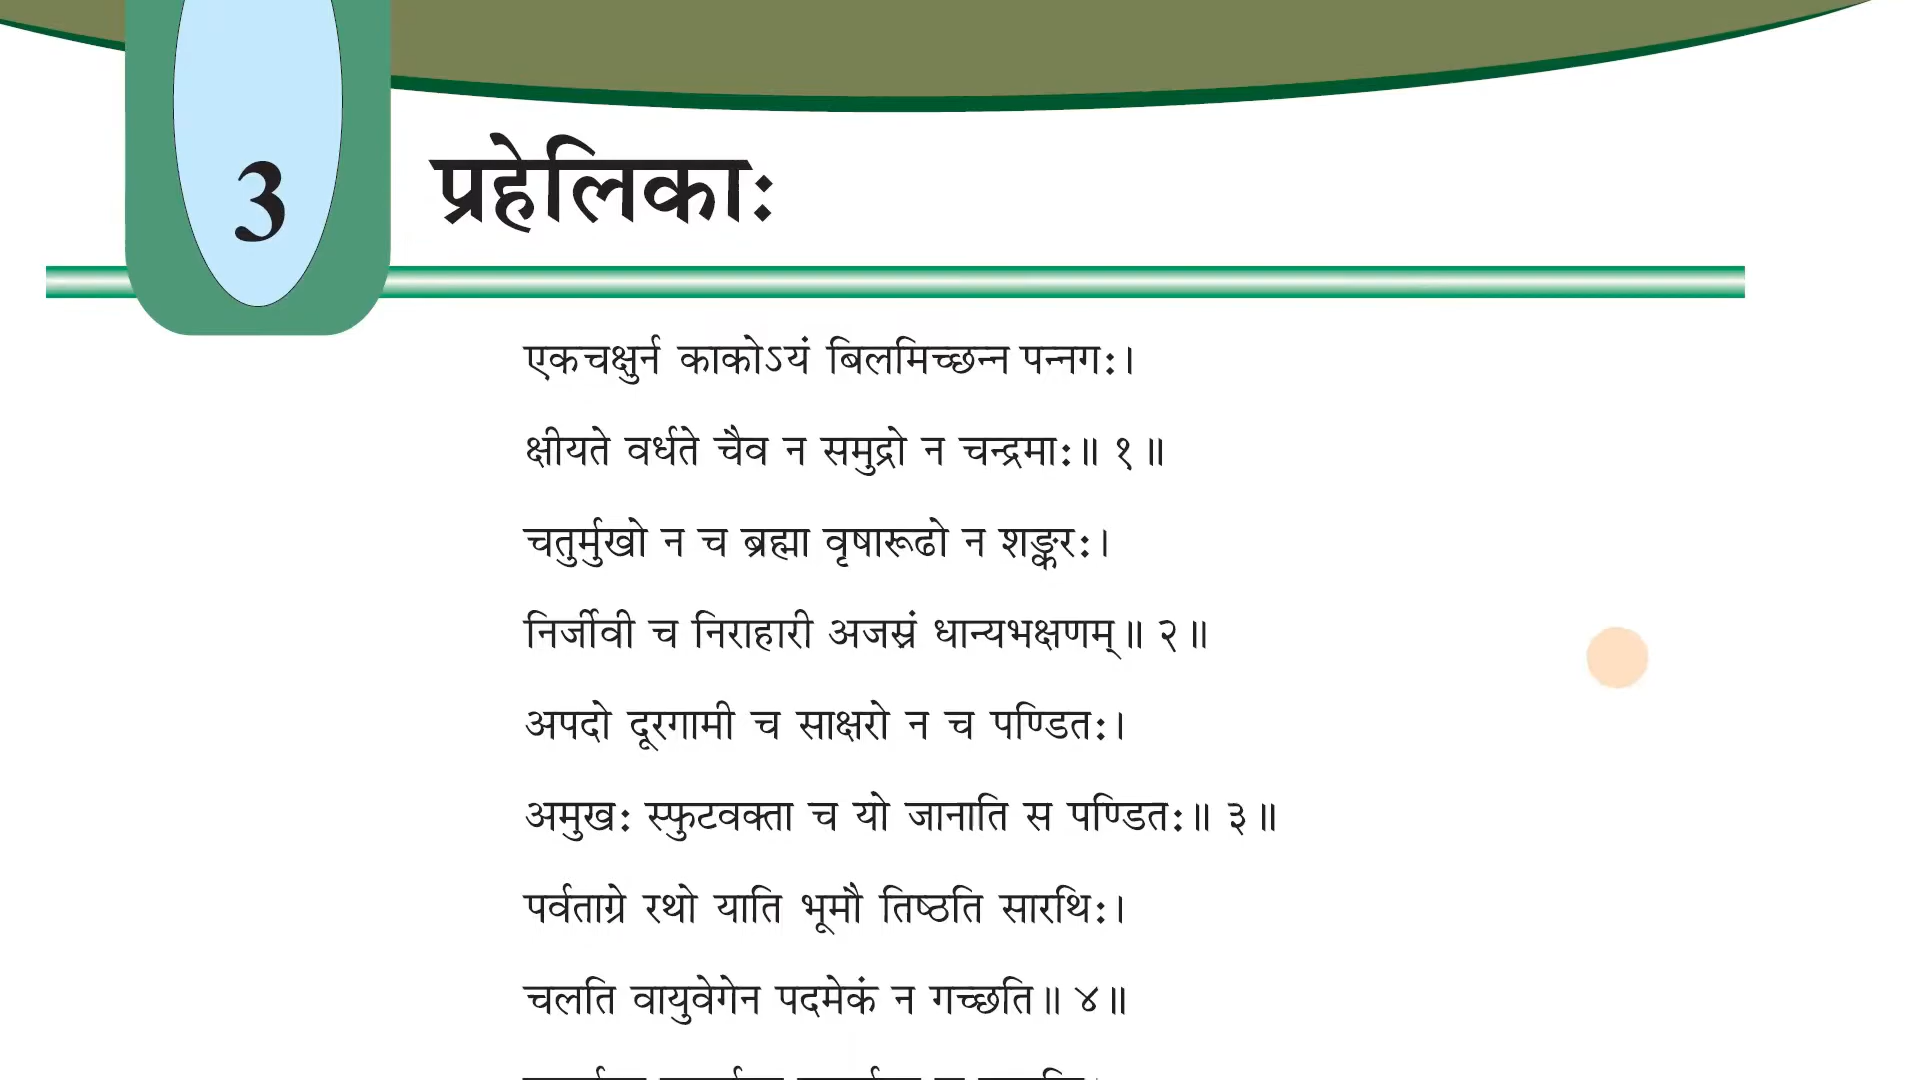 3
प्रहेलिकाः
एकचक्षुर्न काकोऽयं बिलमिच्छन्न पन्नगः।
क्षीयते वर्धते चैव न समुद्रो न चन्द्रमाः॥ १ ॥
चतुर्मुखो न च ब्रह्मा वृषारूढो न शङ्करः।
निर्जीवी च निराहारी अजस्रं धान्यभक्षणम्॥ २ ॥
अपदो दूरगामी च साक्षरो न च पण्डितः।
अमुखः स्फुटवक्ता च यो जानाति स पण्डितः॥ ३ ॥
पर्वताग्रे रथो याति भूमौ तिष्ठति सारथिः।
चलति वायुवेगेन पदमेकं न गच्छति॥ ४ ॥